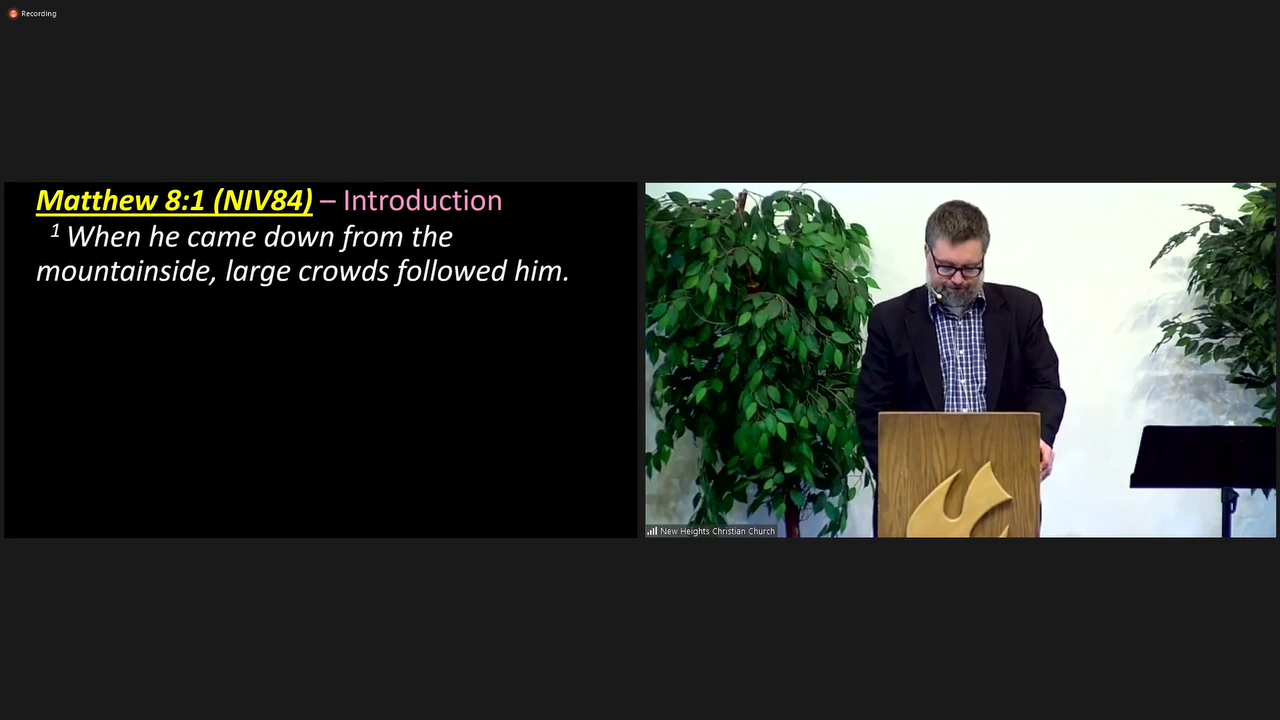 Recording
Matthew 8:1 (NIV84) – Introduction
1 When he came down from the
mountainside, large crowds followed him.
New Heights Christian Church